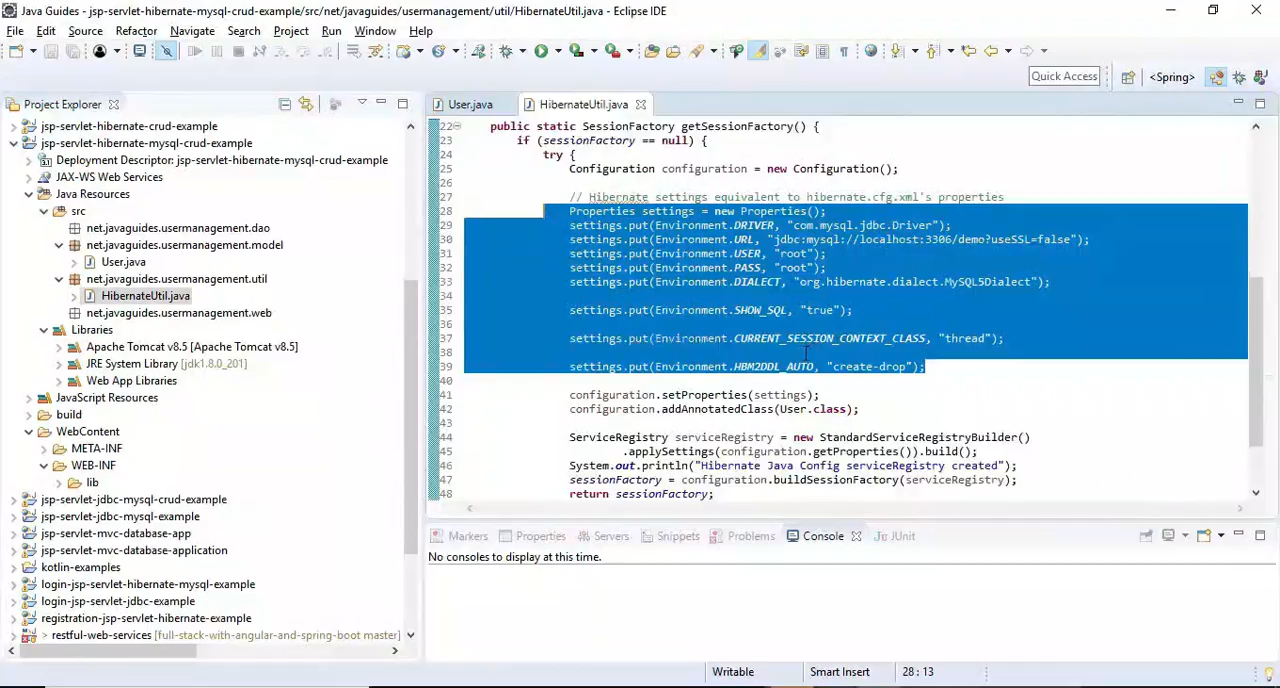 Java Guides - jsp-servlet-hibernate-mysql-crud-example/src/net/javaguides/usermanagement/util/HibernateUtil.java - Eclipse IDE
File Edit Source Refactor Navigate Search Project Run Window Help
Quick Access
<Spring>
Project Explorer
jsp-servlet-hibernate-crud-example
jsp-servlet-hibernate-mysql-crud-example
Deployment Descriptor: jsp-servlet-hibernate-mysql-crud-example
JAX-WS Web Services
Java Resources
src
net.javaguides.usermanagement.dao
net.javaguides.usermanagement.model
User.java
net.javaguides.usermanagement.util
HibernateUtil.java
net.javaguides.usermanagement.web
Libraries
Apache Tomcat v8.5 [Apache Tomcat v8.5]
JRE System Library [jdk1.8.0_201]
Web App Libraries
JavaScript Resources
build
WebContent
META-INF
WEB-INF
lib
jsp-servlet-jdbc-mysql-crud-example
jsp-servlet-jdbc-mysql-example
jsp-servlet-mvc-database-app
jsp-servlet-mvc-database-application
kotlin-examples
login-jsp-servlet-hibernate-mysql-example
login-jsp-servlet-jdbc-example
registration-jsp-servlet-hibernate-example
> restful-web-services [full-stack-with-angular-and-spring-boot master]
User.java HibernateUtil.java
22 public static SessionFactory getSessionFactory() {
23 if (sessionFactory == null) {
24 try {
25 Configuration configuration = new Configuration();
26
27 // Hibernate settings equivalent to hibernate.cfg.xml's properties
28 Properties settings = new Properties();
29 settings.put(Environment.DRIVER, "com.mysql.jdbc.Driver");
30 settings.put(Environment.URL, "jdbc:mysql://localhost:3306/demo?useSSL=false");
31 settings.put(Environment.USER, "root");
32 settings.put(Environment.PASS, "root");
33 settings.put(Environment.DIALECT, "org.hibernate.dialect.MySQL5Dialect");
34
35 settings.put(Environment.SHOW_SQL, "true");
36
37 settings.put(Environment.CURRENT_SESSION_CONTEXT_CLASS, "thread");
38
39 settings.put(Environment.HBM2DDL_AUTO, "create-drop");
40
41 configuration.setProperties(settings);
42 configuration.addAnnotatedClass(User.class);
43
44 ServiceRegistry serviceRegistry = new StandardServiceRegistryBuilder()
45 .applySettings(configuration.getProperties()).build();
46 System.out.println("Hibernate Java Config serviceRegistry created");
47 sessionFactory = configuration.buildSessionFactory(serviceRegistry);
48 return sessionFactory;
Markers Properties Servers Snippets Problems Console JUnit
No consoles to display at this time.
Writable Smart Insert 28 : 13